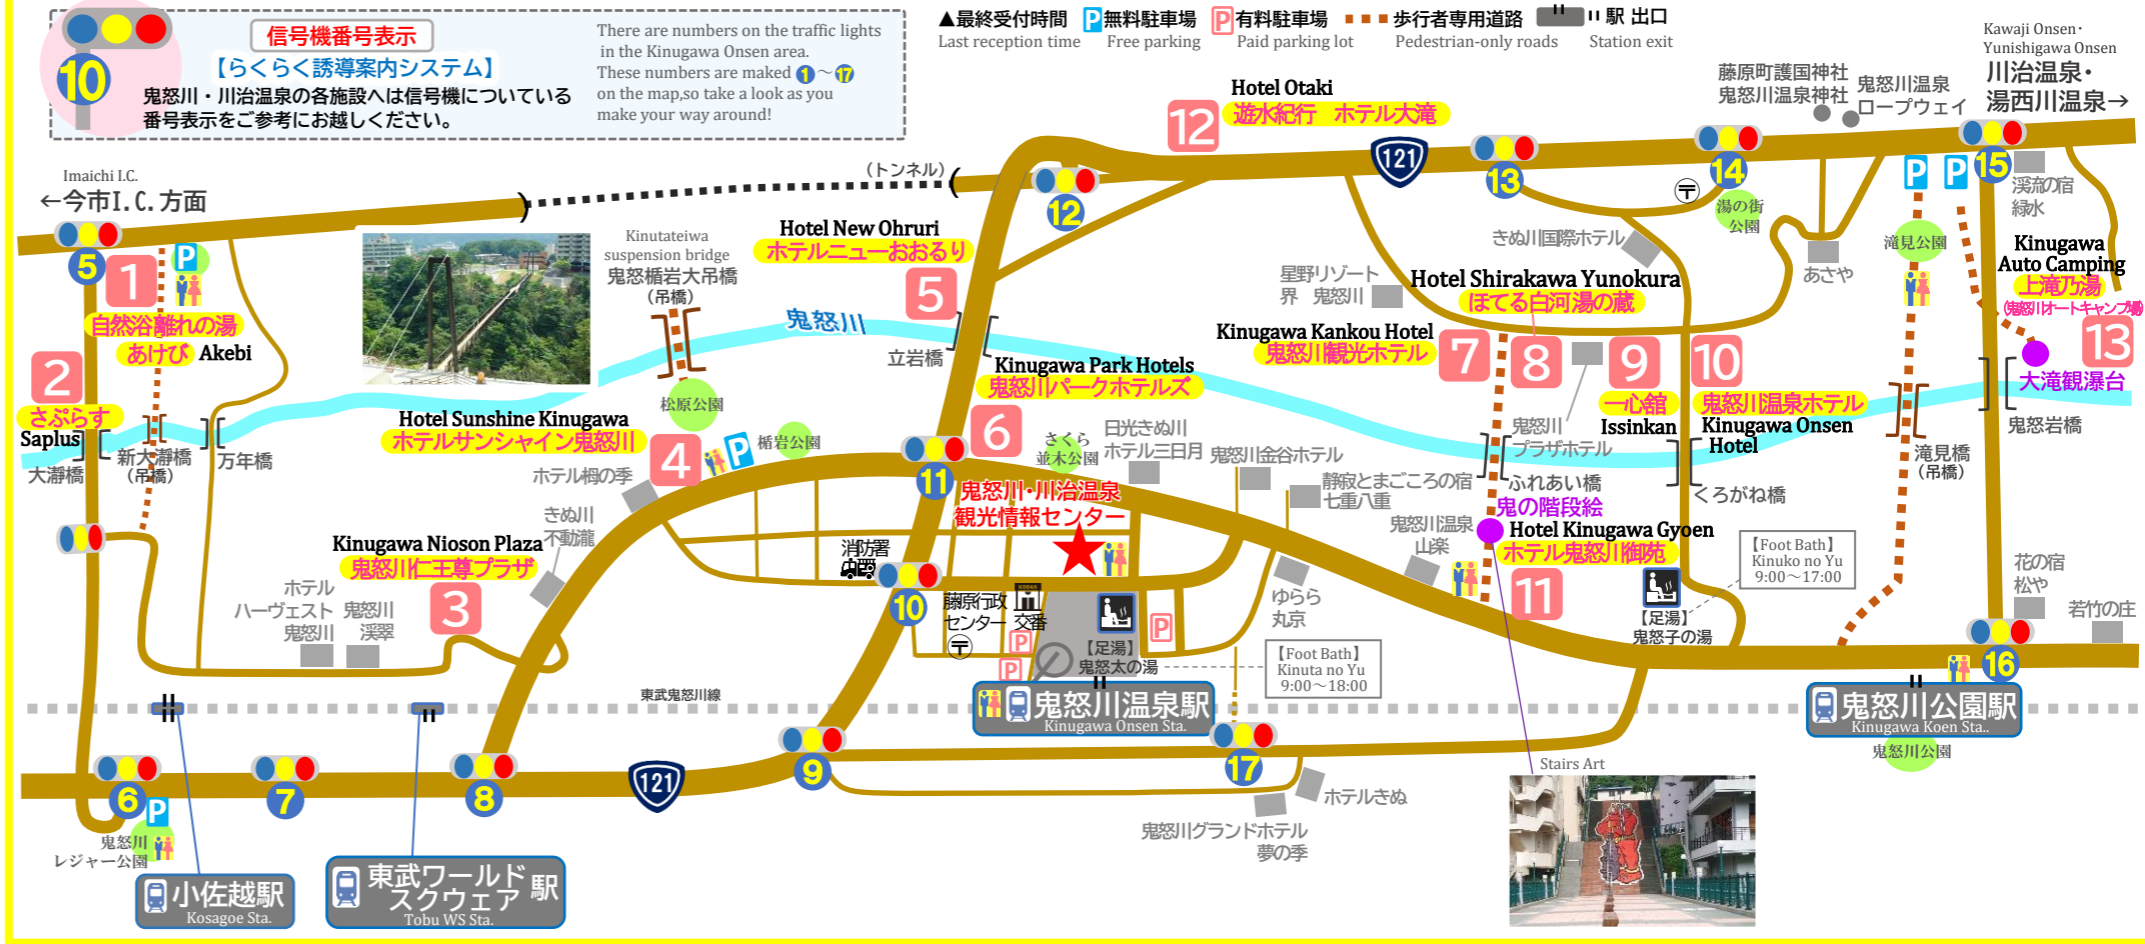 信号機番号表示
【らくらく誘導案内システム】
10
鬼怒川・川治温泉の各施設へは信号機についている
番号表示をご参考にお越しください。
There are numbers on the traffic lights
in the Kinugawa Onsen area.
These numbers are maked 1～17
on the map,so take a look as you
make your way around!
▲最終受付時間
Last reception time
P無料駐車場
Free parking
P有料駐車場
Paid parking lot
歩行者専用道路
Pedestrian-only roads
駅 出口
Station exit
Kawaji Onsen・
Yunishigawa Onsen
川治温泉・
湯西川温泉→
藤原町護国神社
鬼怒川温泉神社
鬼怒川温泉
ロープウェイ
Hotel Otaki
12
遊水紀行 ホテル大滝
121
13
14
15
〒
湯の街
公園
P
P
渓流の宿
緑水
滝見公園
あさや
Imaichi I.C.
←今市I.C.方面
(トンネル)
12
5
1
P
自然浴離れの湯
あけび
Akebi
2
さぷらす
Saplus
大瀞橋
新大瀞橋
(吊橋)
万年橋
Kinutateiwa
suspension bridge
鬼怒楯岩大吊橋
(吊橋)
松原公園
Hotel New Ohruri
ホテルニューおおるり
5
鬼怒川
立岩橋
Kinugawa Park Hotels
鬼怒川パークホテルズ
6
きぬ川国際ホテル
星野リゾート
界 鬼怒川
Hotel Shirakawa Yunokura
ほてる白河湯の蔵
Kinugawa Kankou Hotel
鬼怒川観光ホテル
7
8
9
10
一心舘
Issinkan
鬼怒川温泉ホテル
Kinugawa Onsen
Hotel
鬼怒川
プラザホテル
ふれあい橋
くろがね橋
Kinugawa
Auto Camping
上滝乃湯
(鬼怒川オートキャンプ場)
13
大滝観瀑台
鬼怒岩橋
滝見橋
(吊橋)
Hotel Sunshine Kinugawa
ホテルサンシャイン鬼怒川
4
P
楯岩公園
ホテル栂の季
11
さくら
並木公園
日光きぬ川
ホテル三日月
鬼怒川金谷ホテル
静寂とまごころの宿
七重八重
鬼怒川・川治温泉
観光情報センター
鬼怒川温泉
山楽
鬼の階段絵
Hotel Kinugawa Gyoen
ホテル鬼怒川御苑
11
きぬ川
不動瀧
Kinugawa Nioson Plaza
鬼怒川仁王尊プラザ
3
ホテル
ハーヴェスト
鬼怒川
鬼怒川
渓翠
消防署
10
藤原行政
センター
〒
KOBAN
交番
P
P
P
【足湯】
鬼怒太の湯
ゆらら
丸京
【Foot Bath】
Kinuta no Yu
9:00～18:00
【足湯】
鬼怒子の湯
【Foot Bath】
Kinuko no Yu
9:00～17:00
花の宿
松や
若竹の庄
16
東武鬼怒川線
鬼怒川温泉駅
Kinugawa Onsen Sta.
鬼怒川公園駅
Kinugawa Koen Sta..
鬼怒川公園
6
P
7
8
121
9
17
鬼怒川
レジャー公園
小佐越駅
Kosagoe Sta.
東武ワールド
スクウェア
駅
Tobu WS Sta.
ホテルきぬ
鬼怒川グランドホテル
夢の季
Stairs Art